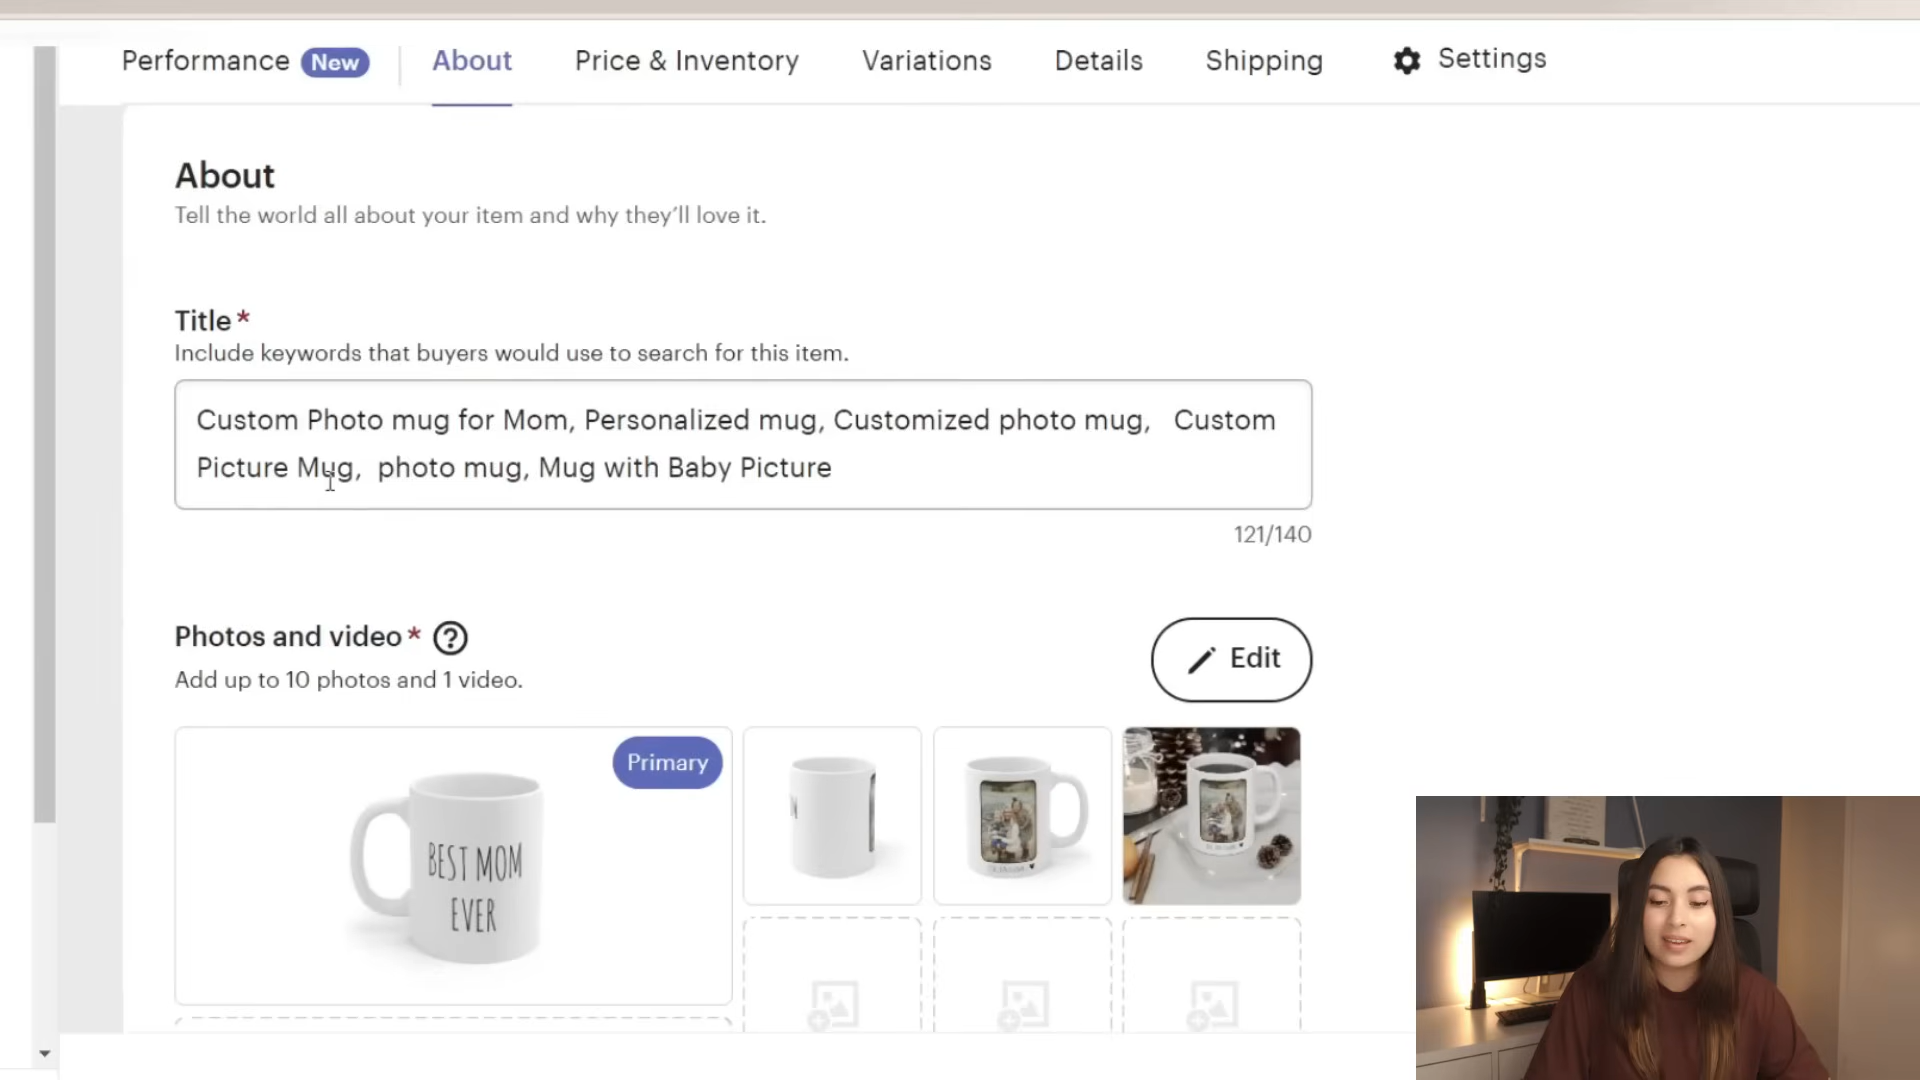 Performance New About Price & Inventory Variations Details Shipping Settings
About
Tell the world all about your item and why they'll love it.
Title*
Include keywords that buyers would use to search for this item.
Custom Photo mug for Mom, Personalized mug, Customized photo mug,   Custom
Picture Mug,  photo mug, Mug with Baby Picture
121/140
Photos and video* ?
Edit
Add up to 10 photos and 1 video.
Primary
BEST MOM
EVER